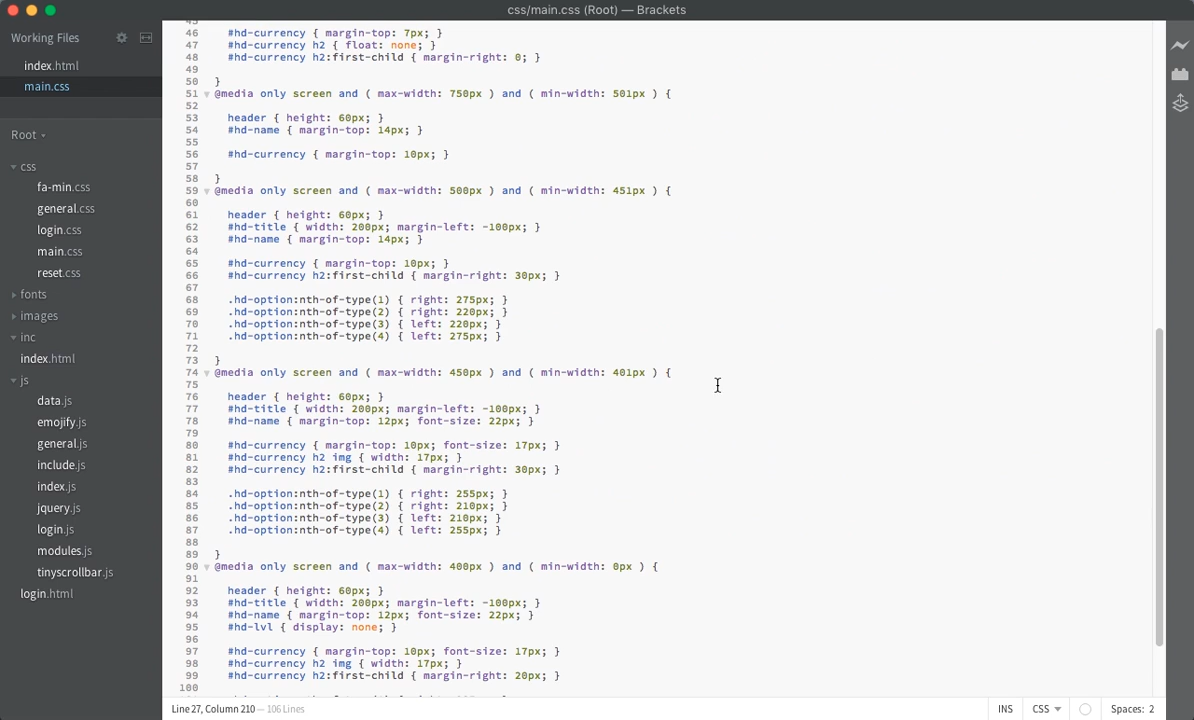 css/main.css (Root) — Brackets
Working Files
index.html
main.css
Root
css
fa-min.css
general.css
login.css
main.css
reset.css
fonts
images
inc
index.html
js
data.js
emojify.js
general.js
include.js
index.js
jquery.js
login.js
modules.js
tinyscrollbar.js
login.html
45
46 #hd-currency { margin-top: 7px; }
47 #hd-currency h2 { float: none; }
48 #hd-currency h2:first-child { margin-right: 0; }
49
50 }
51 @media only screen and ( max-width: 750px ) and ( min-width: 501px ) {
52
53 header { height: 60px; }
54 #hd-name { margin-top: 14px; }
55
56 #hd-currency { margin-top: 10px; }
57
58 }
59 @media only screen and ( max-width: 500px ) and ( min-width: 451px ) {
60
61 header { height: 60px; }
62 #hd-title { width: 200px; margin-left: -100px; }
63 #hd-name { margin-top: 14px; }
64
65 #hd-currency { margin-top: 10px; }
66 #hd-currency h2:first-child { margin-right: 30px; }
67
68 .hd-option:nth-of-type(1) { right: 275px; }
69 .hd-option:nth-of-type(2) { right: 220px; }
70 .hd-option:nth-of-type(3) { left: 220px; }
71 .hd-option:nth-of-type(4) { left: 275px; }
72
73 }
74 @media only screen and ( max-width: 450px ) and ( min-width: 401px ) {
75
76 header { height: 60px; }
77 #hd-title { width: 200px; margin-left: -100px; }
78 #hd-name { margin-top: 12px; font-size: 22px; }
79
80 #hd-currency { margin-top: 10px; font-size: 17px; }
81 #hd-currency h2 img { width: 17px; }
82 #hd-currency h2:first-child { margin-right: 30px; }
83
84 .hd-option:nth-of-type(1) { right: 255px; }
85 .hd-option:nth-of-type(2) { right: 210px; }
86 .hd-option:nth-of-type(3) { left: 210px; }
87 .hd-option:nth-of-type(4) { left: 255px; }
88
89 }
90 @media only screen and ( max-width: 400px ) and ( min-width: 0px ) {
91
92 header { height: 60px; }
93 #hd-title { width: 200px; margin-left: -100px; }
94 #hd-name { margin-top: 12px; font-size: 22px; }
95 #hd-lvl { display: none; }
96
97 #hd-currency { margin-top: 10px; font-size: 17px; }
98 #hd-currency h2 img { width: 17px; }
99 #hd-currency h2:first-child { margin-right: 20px; }
100
Line 27, Column 210 — 106 Lines
INS CSS Spaces: 2